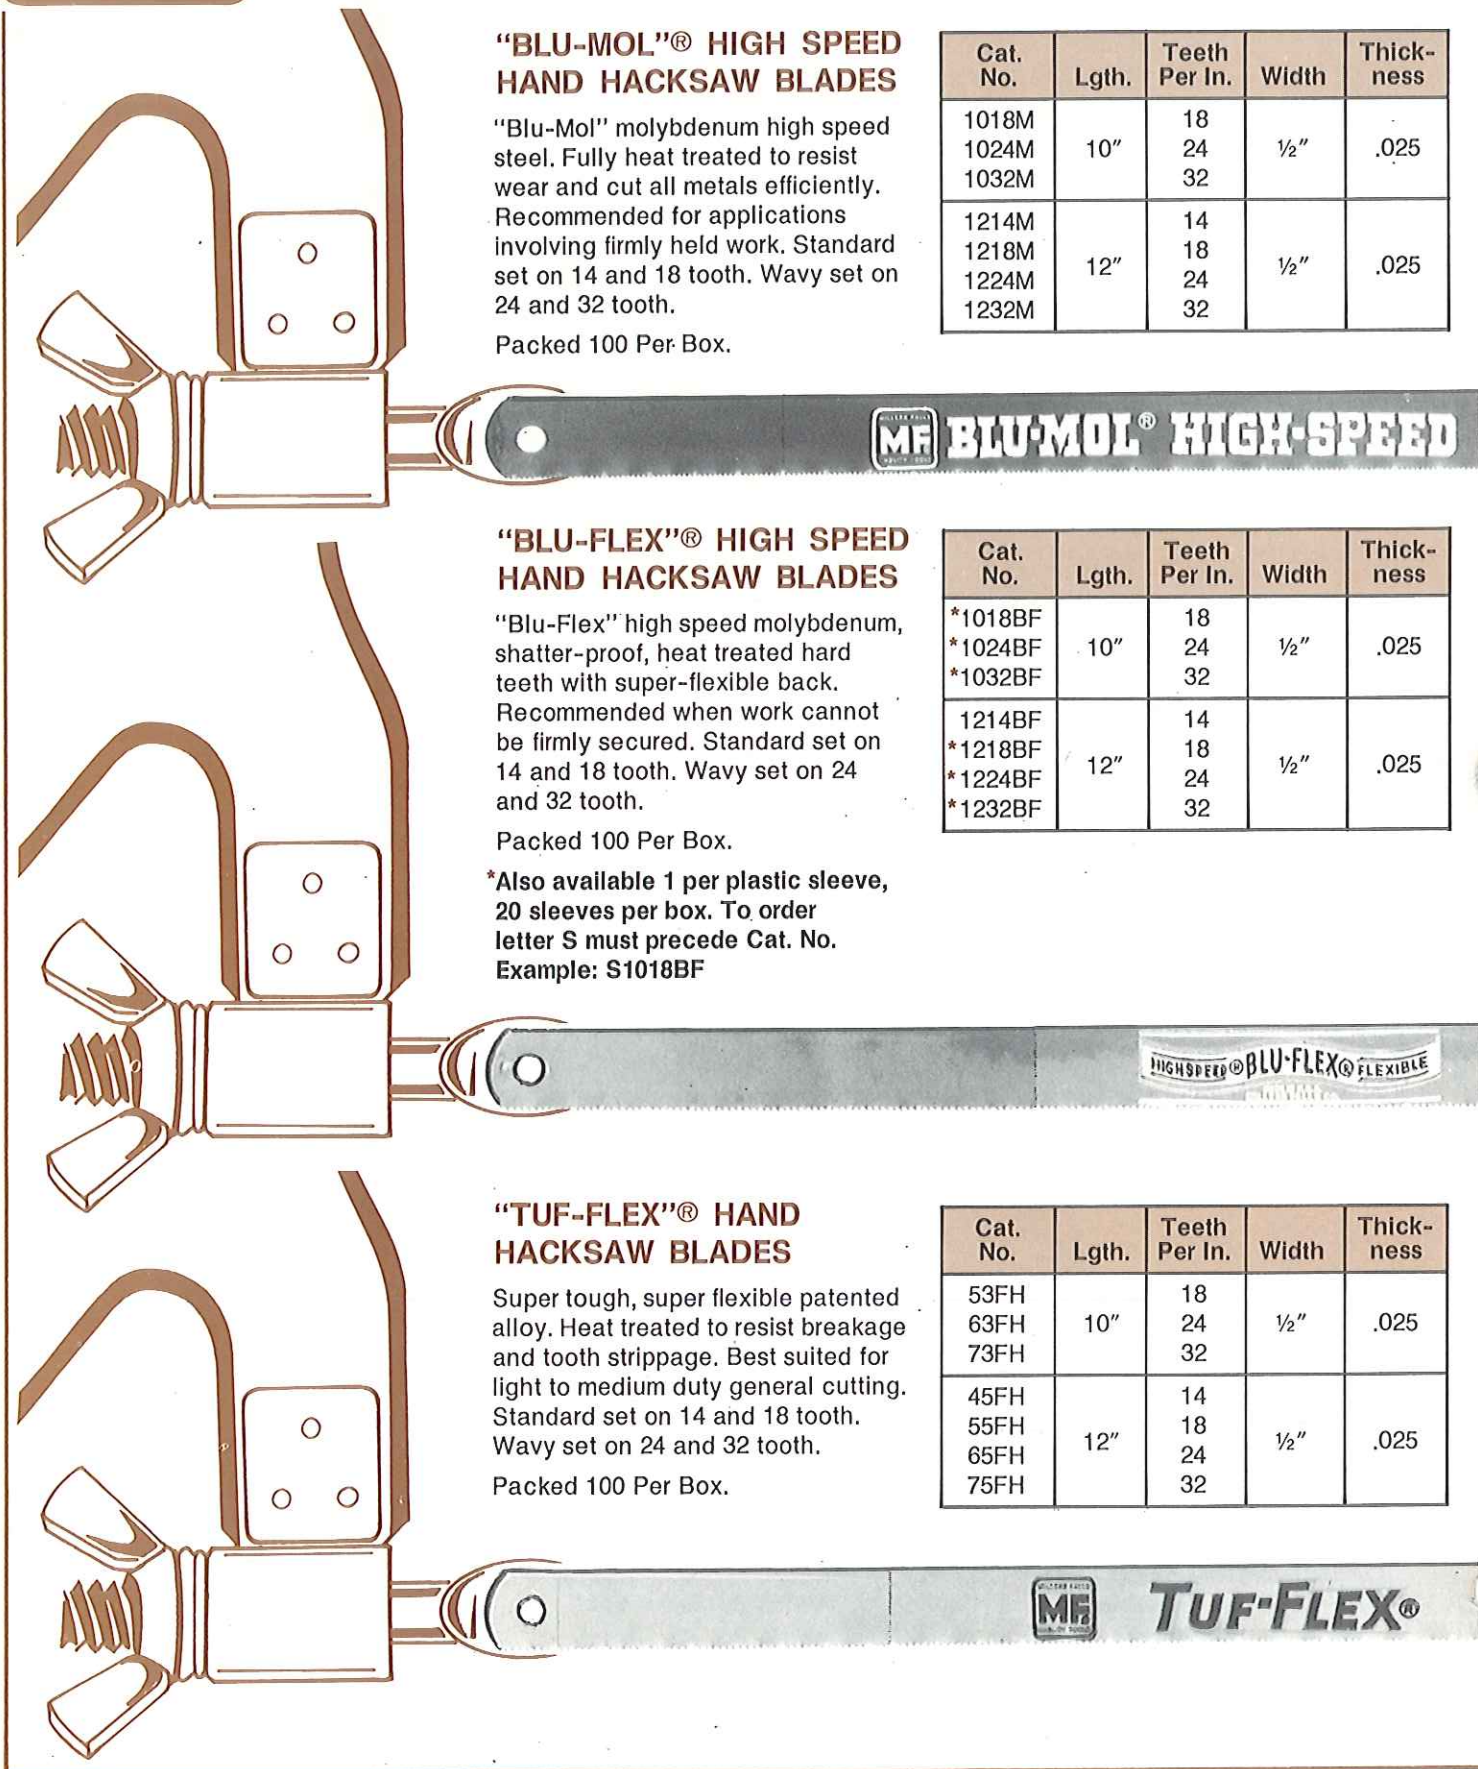 “BLU-MOL”® HIGH SPEED
HAND HACKSAW BLADES
“Blu-Mol” molybdenum high speed
steel. Fully heat treated to resist
wear and cut all metals efficiently.
Recommended for applications
involving firmly held work. Standard
set on 14 and 18 tooth. Wavy set on
24 and 32 tooth.
Packed 100 Per Box.
Cat. No. Lgth. Teeth Per In. Width Thick-ness
1018M 18
1024M 10″ 24 ½″ .025
1032M 32
1214M 14
1218M 18
12″ ½″ .025
1224M 24
1232M 32
MILLERS FALLS
MF
BLU-MOL® HIGH-SPEED
“BLU-FLEX”® HIGH SPEED
HAND HACKSAW BLADES
“Blu-Flex” high speed molybdenum,
shatter-proof, heat treated hard
teeth with super-flexible back.
Recommended when work cannot
be firmly secured. Standard set on
14 and 18 tooth. Wavy set on 24
and 32 tooth.
Packed 100 Per Box.
*Also available 1 per plastic sleeve,
20 sleeves per box. To order
letter S must precede Cat. No.
Example: S1018BF
Cat. No. Lgth. Teeth Per In. Width Thick-ness
*1018BF 18
*1024BF 10″ 24 ½″ .025
*1032BF 32
1214BF 14
*1218BF 18
12″ ½″ .025
*1224BF 24
*1232BF 32
HIGHSPEED ® BLU-FLEX ® FLEXIBLE
“TUF-FLEX”® HAND
HACKSAW BLADES
Super tough, super flexible patented
alloy. Heat treated to resist breakage
and tooth strippage. Best suited for
light to medium duty general cutting.
Standard set on 14 and 18 tooth.
Wavy set on 24 and 32 tooth.
Packed 100 Per Box.
Cat. No. Lgth. Teeth Per In. Width Thick-ness
53FH 18
63FH 10″ 24 ½″ .025
73FH 32
45FH 14
55FH 18
12″ ½″ .025
65FH 24
75FH 32
MILLERS FALLS
MF
TUF-FLEX®